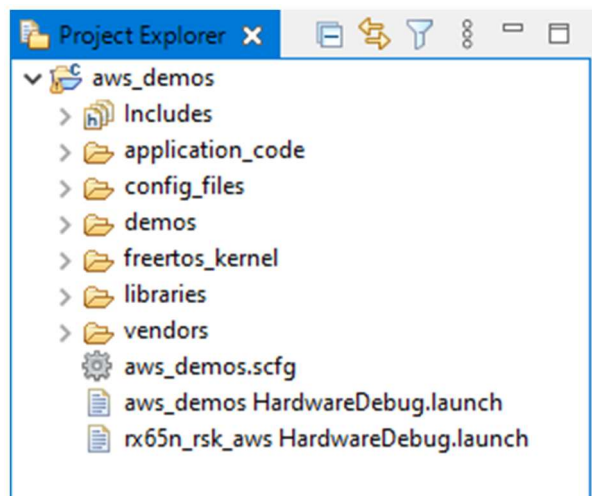 Project Explorer
aws_demos
Includes
application_code
config_files
demos
freertos_kernel
libraries
vendors
aws_demos.scfg
aws_demos HardwareDebug.launch
rx65n_rsk_aws HardwareDebug.launch